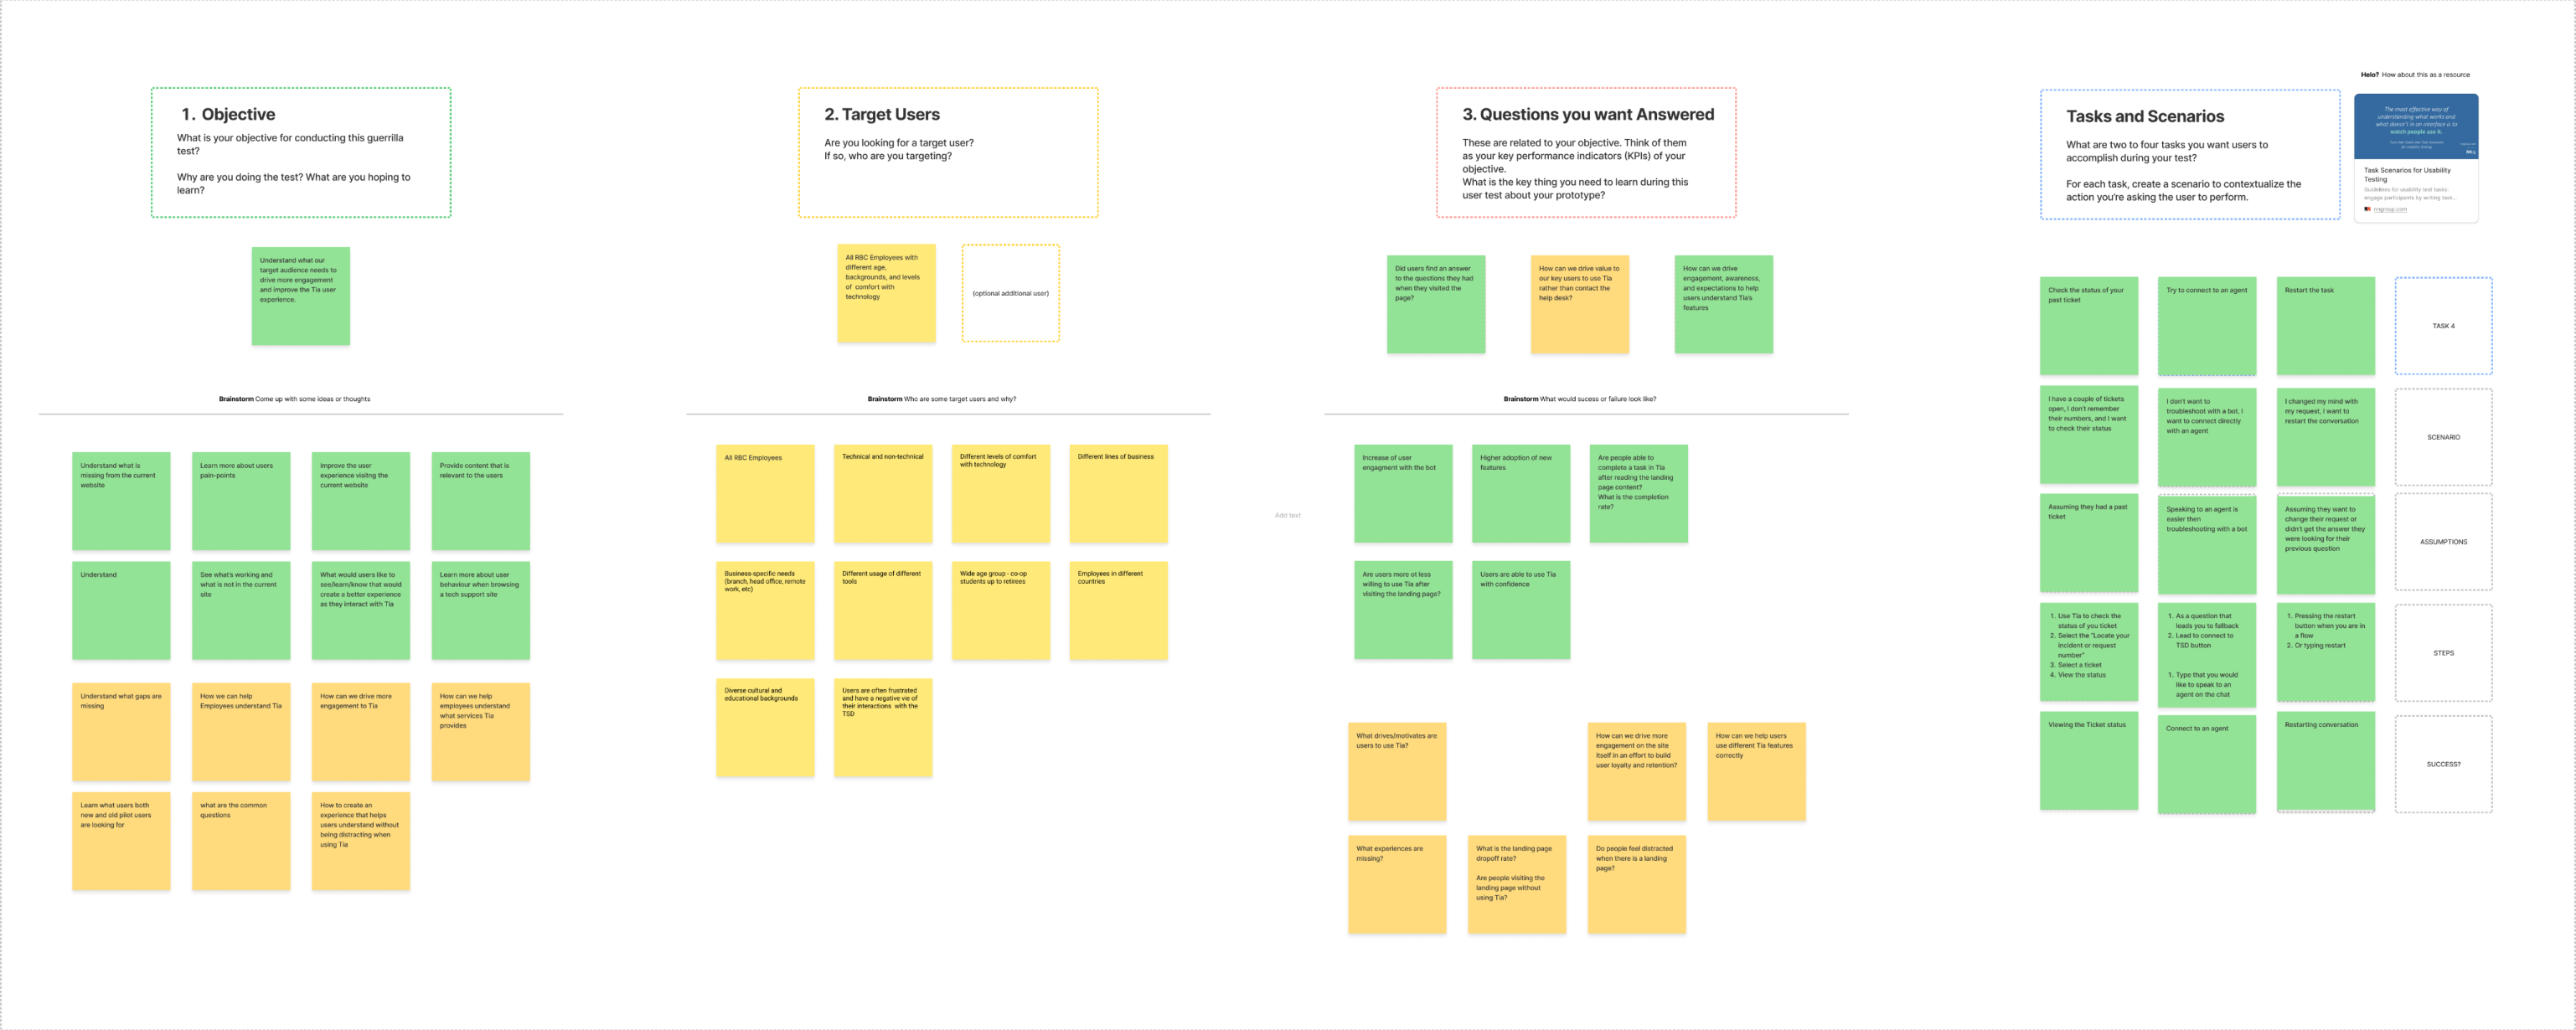 1. Objective
What is your objective for conducting this guerrilla
test?
Why are you doing the test? What are you hoping to
learn?
Understand what our
target audience needs to
drive more engagement
and improve the Tia user
experience.
Brainstorm Come up with some ideas or thoughts
Understand what is
missing from the current
website
Learn more about users
pain-points
Improve the user
experience visitng the
current website
Provide content that is
relevant to the users
Understand
See what's working and
what is not in the current
site
What would users like to
see/learn/know that would
create a better experience
as they interact with Tia
Learn more about user
behaviour when browsing
a tech support site
Understand what gaps are
missing
How we can help
Employees understand Tia
How can we drive more
engagement to Tia
How can we help
employees understand
what services Tia
provides
Learn what users both
new and old pilot users
are looking for
what are the common
questions
How to create an
experience that helps
users understand without
being distracting when
using Tia
2. Target Users
Are you looking for a target user?
If so, who are you targeting?
All RBC Employees with
different age,
backgrounds, and levels
of comfort with
technology
(optional additional user)
Brainstorm Who are some target users and why?
All RBC Employees
Technical and non-technical
Different levels of comfort
with technology
Different lines of business
Business-specific needs
(branch, head office, remote
work, etc)
Different usage of different
tools
Wide age group - co-op
students up to retirees
Employees in different
countries
Diverse cultural and
educational backgrounds
Users are often frustrated
and have a negative vie of
their interactions with the
TSD
3. Questions you want Answered
These are related to your objective. Think of them
as your key performance indicators (KPIs) of your
objective.
What is the key thing you need to learn during this
user test about your prototype?
Did users find an answer
to the questions they had
when they visited the
page?
How can we drive value to
our key users to use Tia
rather than contact the
help desk?
How can we drive
engagement, awareness,
and expectations to help
users understand Tia's
features
Brainstorm What would success or failure look like?
Add text
Increase of user
engagment with the bot
Higher adoption of new
features
Are people able to
complete a task in Tia
after reading the landing
page content?
What is the completion
rate?
Are users more ot less
willing to use Tia after
visiting the landing page?
Users are able to use Tia
with confidence
What drives/motivates are
users to use Tia?
How can we drive more
engagement on the site
itself in an effort to build
user loyalty and retention?
How can we help users
use different Tia features
correctly
What experiences are
missing?
What is the landing page
dropoff rate?
Are people visiting the
landing page without
using Tia?
Do people feel distracted
when there is a landing
page?
Tasks and Scenarios
What are two to four tasks you want users to
accomplish during your test?
For each task, create a scenario to contextualize the
action you're asking the user to perform.
Help? How about this as a resource
The most effective way of
understanding what works and
what doesn't in an interface is to
watch people use it.
Task Scenarios for Usability
Testing
Guidelines for usability test tasks:
engage participants by writing task...
nngroup.com
Check the status of your
past ticket
Try to connect to an agent
Restart the task
TASK 4
I have a couple of tickets
open, I don't remember
their numbers, and I want
to check their status
I don't want to
troubleshoot with a bot, I
want to connect directly
with an agent
I changed my mind with
my request, I want to
restart the conversation
SCENARIO
Assuming they had a past
ticket
Speaking to an agent is
easier then
troubleshooting with a bot
Assuming they want to
change their request or
didn't get the answer they
were looking for their
previous question
ASSUMPTIONS
1. Use Tia to check the
status of you ticket
2. Select the "Locate your
incident or request
number"
3. Select a ticket
4. View the status
1. As a question that
leads you to fallback
2. Lead to connect to
TSD button
1. Type that you would
like to speak to an
agent on the chat
1. Pressing the restart
button when you are in
a flow
2. Or typing restart
STEPS
Viewing the Ticket status
Connect to an agent
Restarting conversation
SUCCESS?